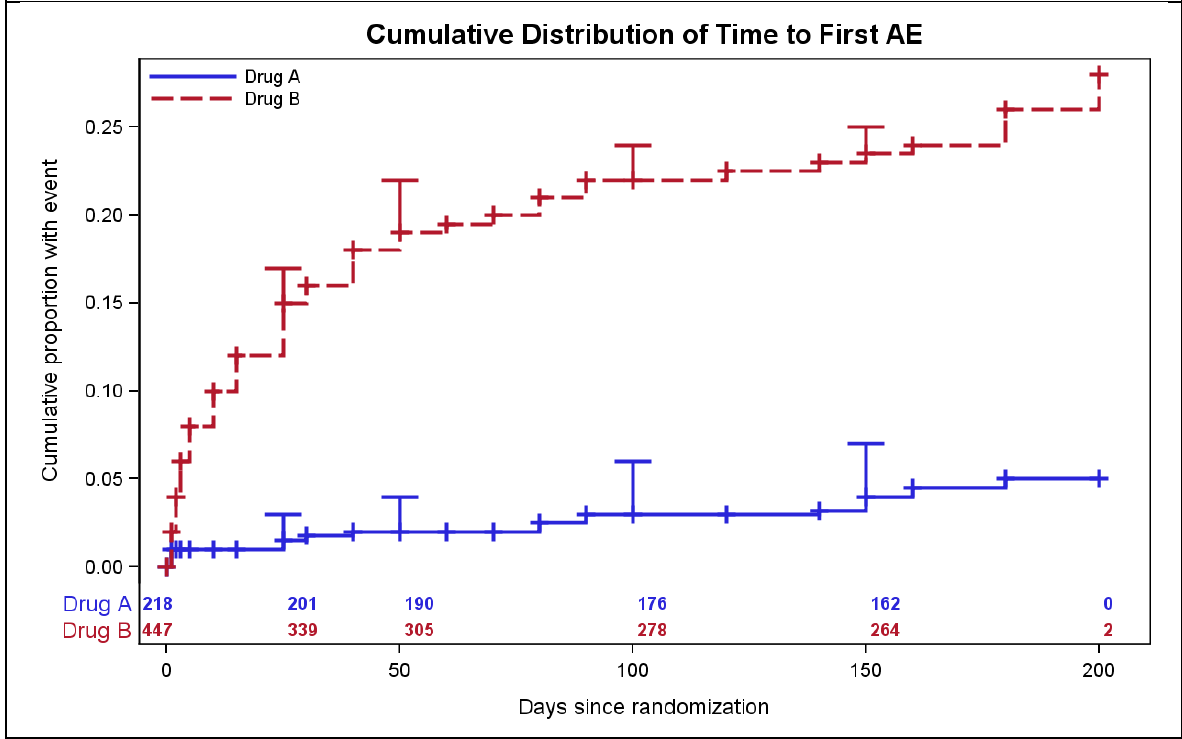 Cumulative Distribution of Time to First AE
Drug A
Drug B
Cumulative proportion with event
0.25
0.20
0.15
0.10
0.05
0.00
Drug A 218 201 190 176 162 0
Drug B 447 339 305 278 264 2
0 50 100 150 200
Days since randomization